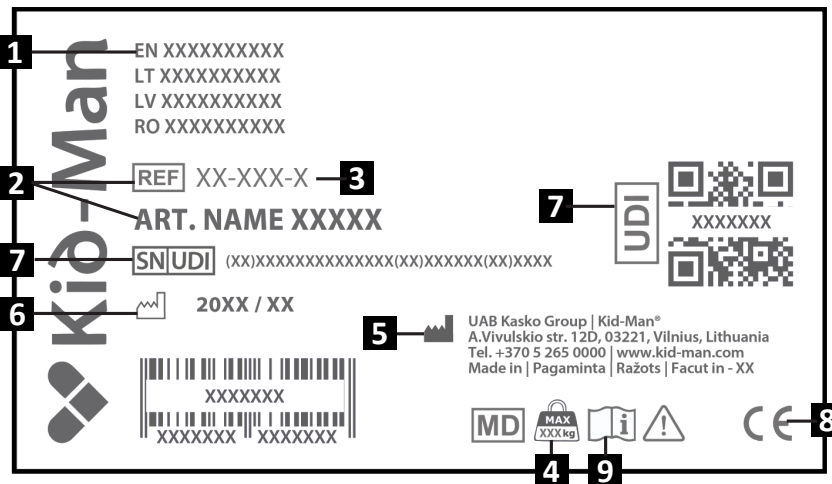 1
EN XXXXXXXXXX
LT XXXXXXXXXX
LV XXXXXXXXXX
RO XXXXXXXXXX
Kid-Man
2
REF XX-XXX-X 3
ART. NAME XXXXX
7
SN UDI (XX)XXXXXXXXXXXXXX(XX)XXXXXX(XX)XXXX
6
20XX / XX
XXXXXXX
XXXXXXX XXXXXXX
7
UDI
XXXXXXX
5
UAB Kasko Group | Kid-Man®
A.Vivulskio str. 12D, 03221, Vilnius, Lithuania
Tel. +370 5 265 0000 | www.kid-man.com
Made in | Pagaminta | Ražots | Facut in - XX
MD
MAX
XXX kg
i
CE
8
4
9